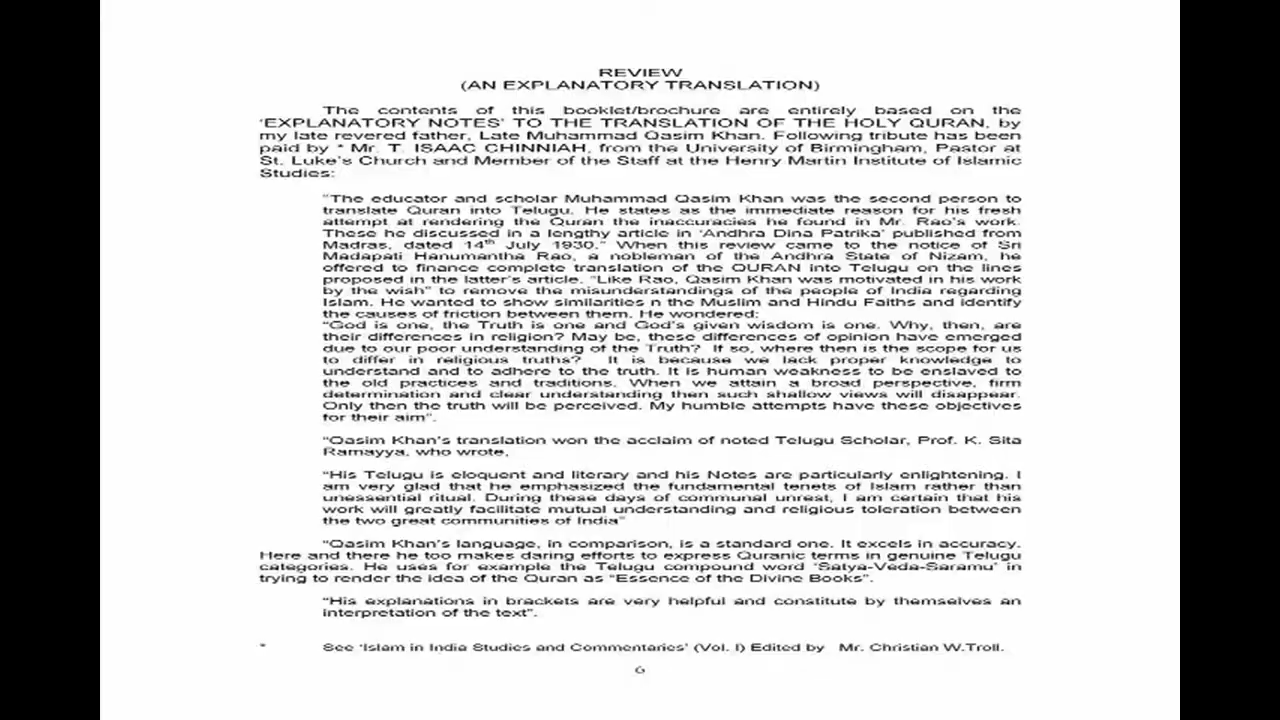 REVIEW
(AN EXPLANATORY TRANSLATION)
The contents of this booklet/brochure are entirely based on the
'EXPLANATORY NOTES' TO THE TRANSLATION OF THE HOLY QURAN, by
my late revered father, Late Muhammad Qasim Khan. Following tribute has been
paid by * Mr. T. ISAAC CHINNIAH, from the University of Birmingham, Pastor at
St. Luke's Church and Member of the Staff at the Henry Martin Institute of Islamic
Studies:
"The educator and scholar Muhammad Qasim Khan was the second person to
translate Quran into Telugu. He states as the immediate reason for his fresh
attempt at rendering the Quran the inaccuracies he found in Mr. Rao's work.
These he discussed in a lengthy article in 'Andhra Dina Patrika' published from
Madras, dated 14th July 1930." When this review came to the notice of Sri
Madapati Hanumantha Rao, a nobleman of the Andhra State of Nizam, he
offered to finance complete translation of the QURAN into Telugu on the lines
proposed in the latter's article. "Like Rao, Qasim Khan was motivated in his work
by the wish" to remove the misunderstandings of the people of India regarding
Islam. He wanted to show similarities n the Muslim and Hindu Faiths and identify
the causes of friction between them. He wondered:
"God is one, the Truth is one and God's given wisdom is one. Why, then, are
their differences in religion? May be, these differences of opinion have emerged
due to our poor understanding of the Truth? If so, where then is the scope for us
to differ in religious truths? It is because we lack proper knowledge to
understand and to adhere to the truth. It is human weakness to be enslaved to
the old practices and traditions. When we attain a broad perspective, firm
determination and clear understanding then such shallow views will disappear.
Only then the truth will be perceived. My humble attempts have these objectives
for their aim".
"Qasim Khan's translation won the acclaim of noted Telugu Scholar, Prof. K. Sita
Ramayya, who wrote,
"His Telugu is eloquent and literary and his Notes are particularly enlightening. I
am very glad that he emphasized the fundamental tenets of Islam rather than
unessential ritual. During these days of communal unrest, I am certain that his
work will greatly facilitate mutual understanding and religious toleration between
the two great communities of India"
"Qasim Khan's language, in comparison, is a standard one. It excels in accuracy.
Here and there he too makes daring efforts to express Quranic terms in genuine Telugu
categories. He uses for example the Telugu compound word 'Satya-Veda-Saramu' in
trying to render the idea of the Quran as "Essence of the Divine Books".
"His explanations in brackets are very helpful and constitute by themselves an
interpretation of the text".
* See 'Islam in India Studies and Commentaries' (Vol. I) Edited by Mr. Christian W.Troll.
6